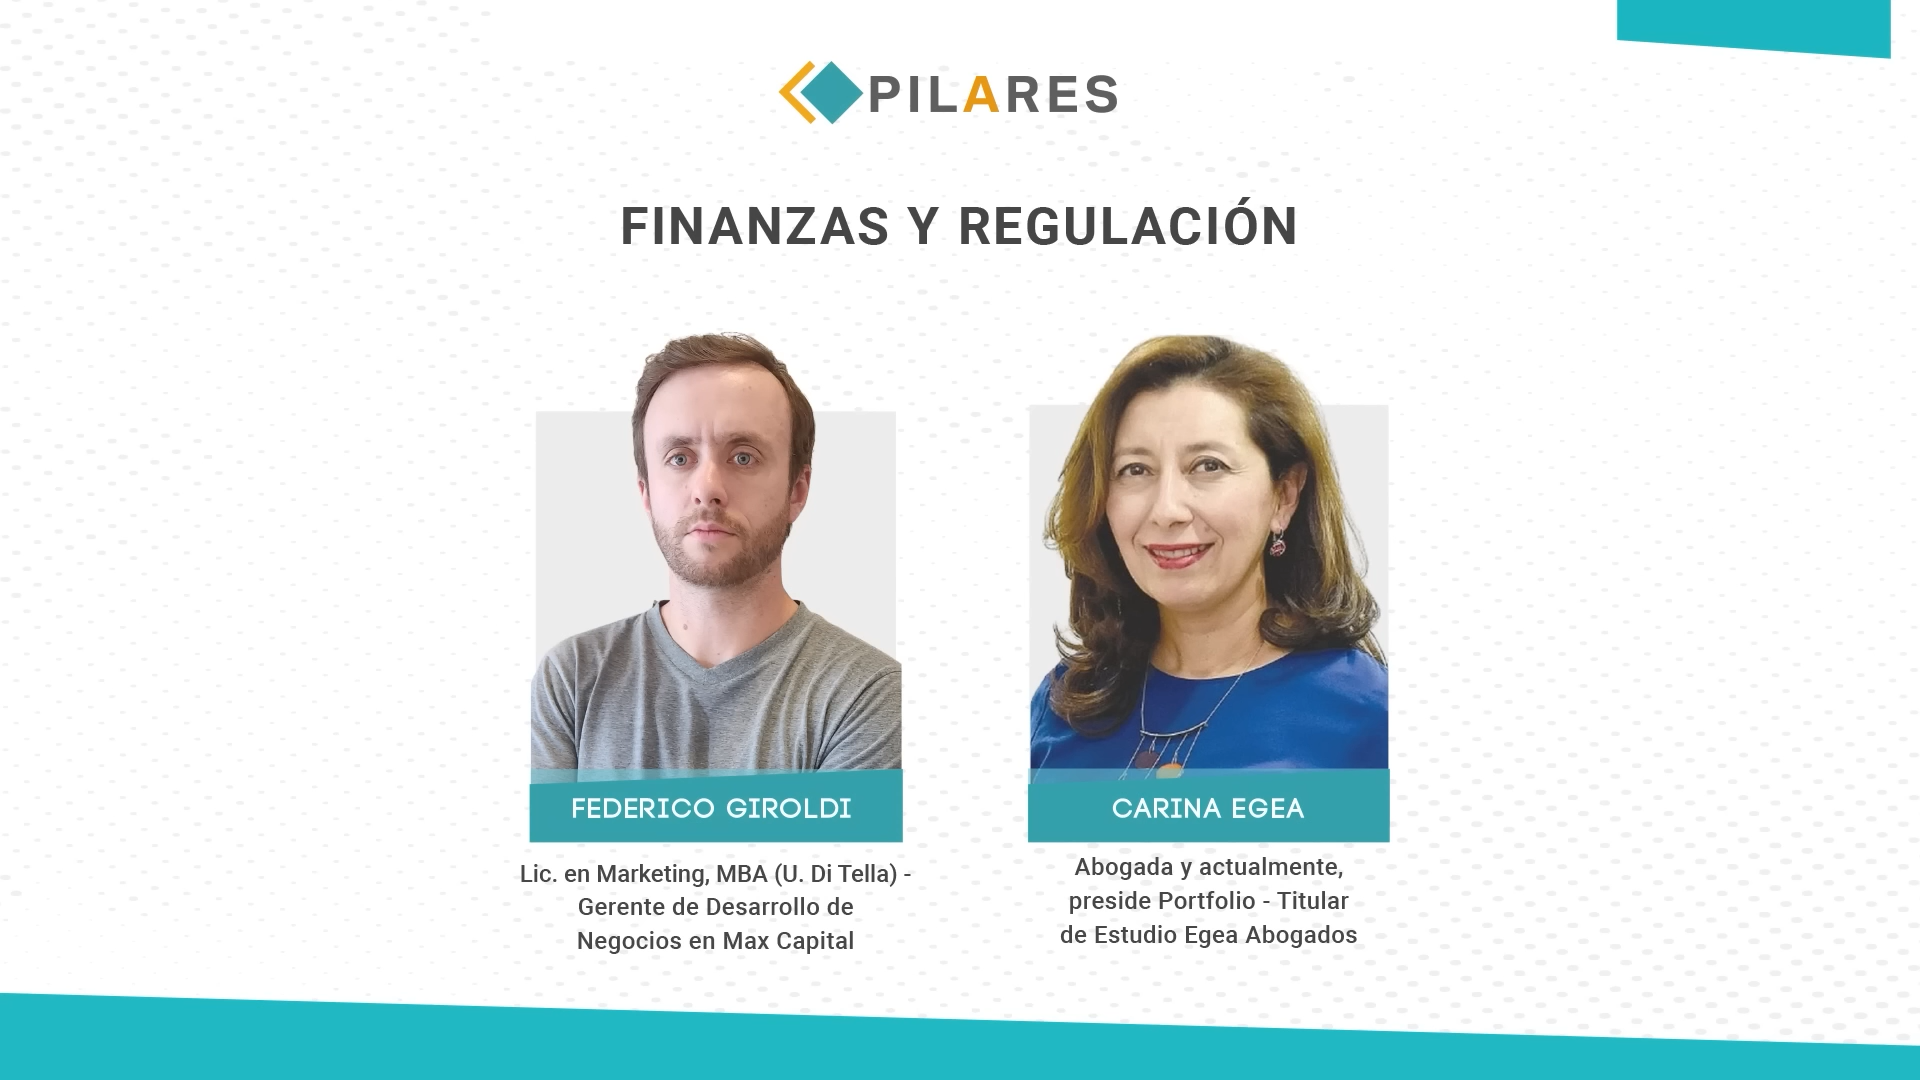 PILARES
FINANZAS Y REGULACIÓN
FEDERICO GIROLDI
Lic. en Marketing, MBA (U. Di Tella) -
Gerente de Desarrollo de
Negocios en Max Capital
CARINA EGEA
Abogada y actualmente,
preside Portfolio - Titular
de Estudio Egea Abogados